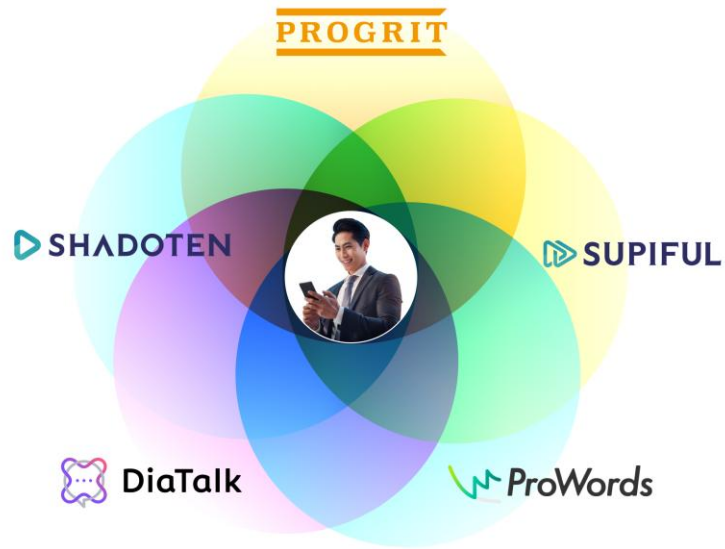 PROGRIT
SHADOTEN
SUPIFUL
DiaTalk
ProWords